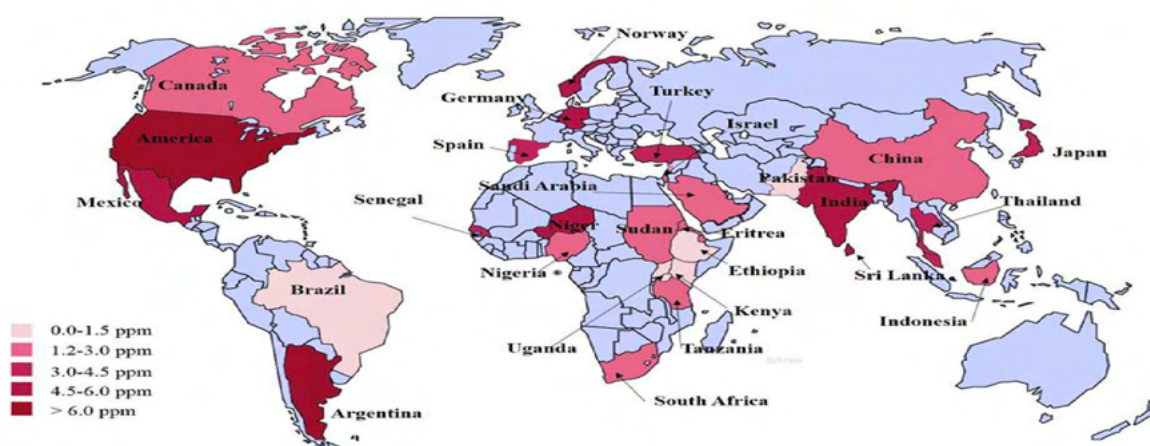 Norway
Canada
Germany
Turkey
America
Israel
Spain
China
Japan
Pakistan
Mexico
Saudi Arabia
Senegal
India
Thailand
Niger
Sudan
Eritrea
Nigeria
Ethiopia
Sri Lanka
Brazil
Kenya
Indonesia
Uganda
Tanzania
South Africa
Argentina
0.0-1.5 ppm
1.2-3.0 ppm
3.0-4.5 ppm
4.5-6.0 ppm
> 6.0 ppm